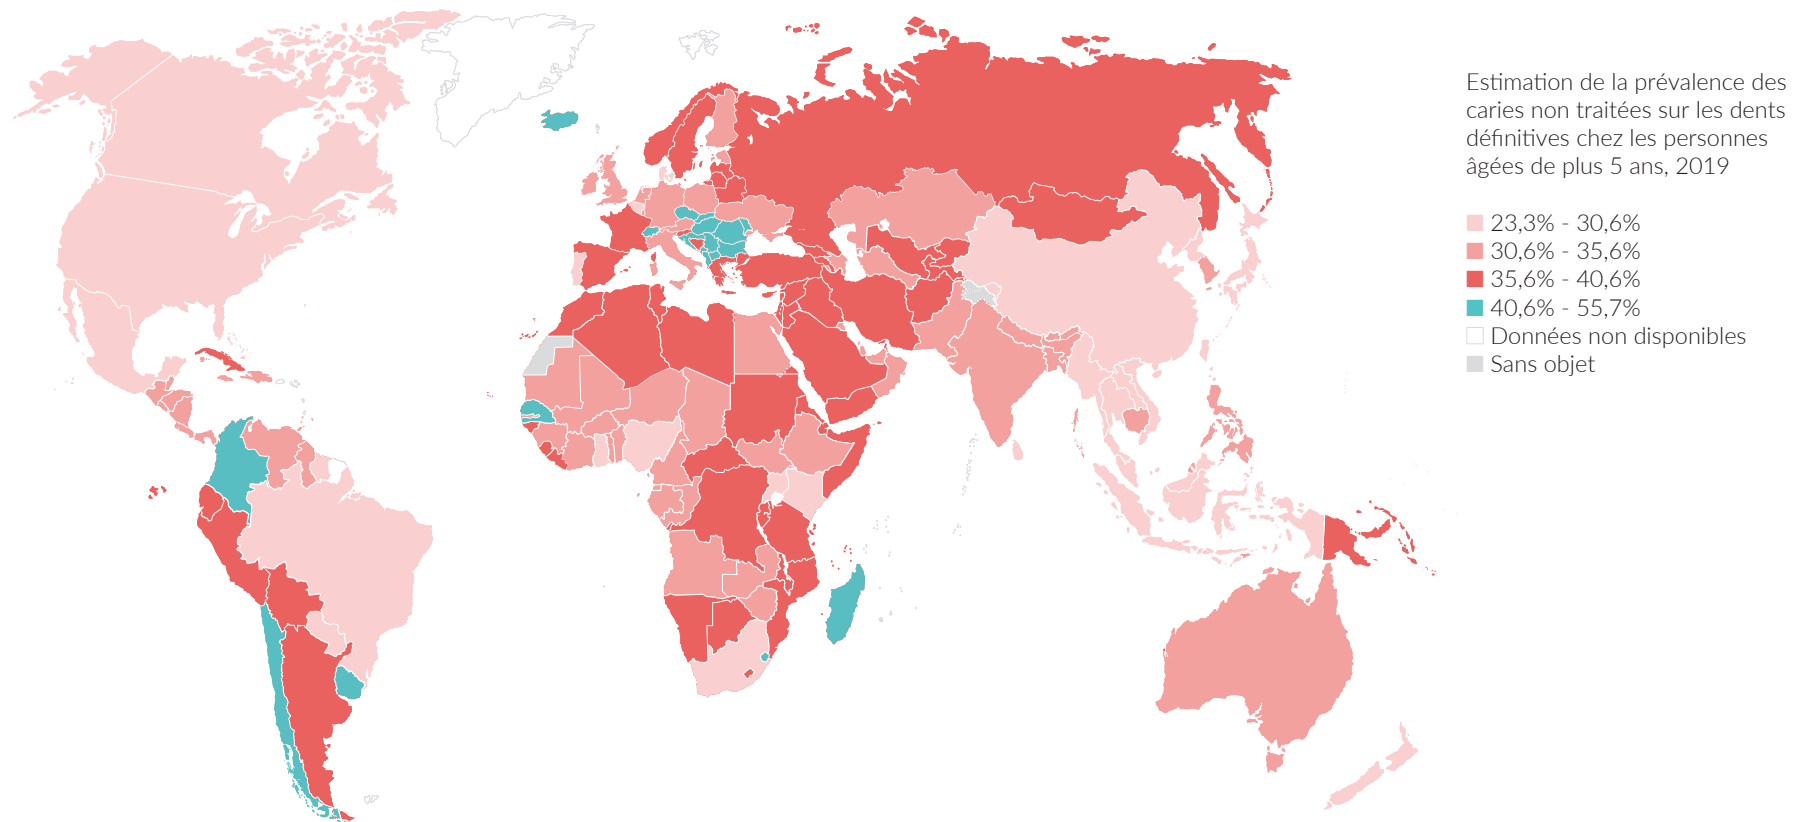 Estimation de la prévalence des
caries non traitées sur les dents
définitives chez les personnes
âgées de plus 5 ans, 2019
23,3% - 30,6%
30,6% - 35,6%
35,6% - 40,6%
40,6% - 55,7%
Données non disponibles
Sans objet